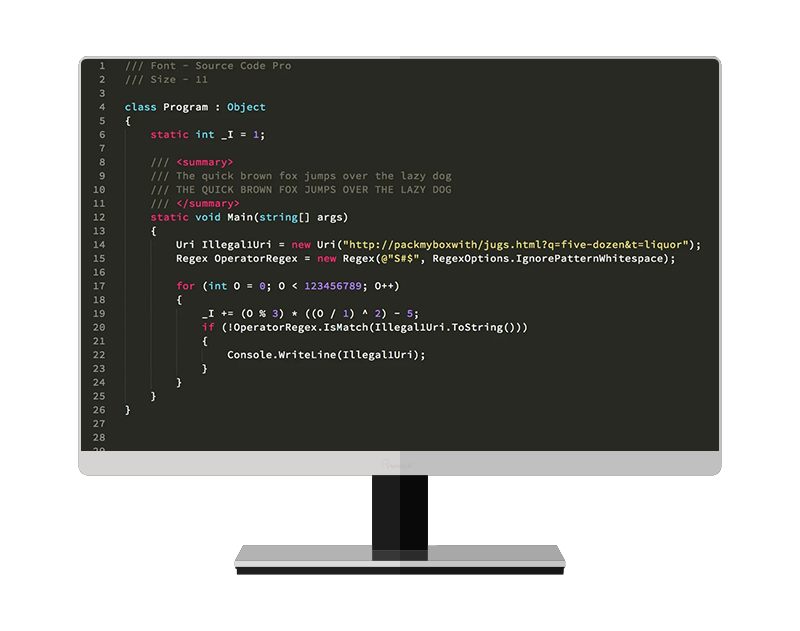 1 /// Font - Source Code Pro
2 /// Size - 11
3
4 class Program : Object
5 {
6 static int _I = 1;
7
8 /// <summary>
9 /// The quick brown fox jumps over the lazy dog
10 /// THE QUICK BROWN FOX JUMPS OVER THE LAZY DOG
11 /// </summary>
12 static void Main(string[] args)
13 {
14 Uri Illegal1Uri = new Uri("http://packmyboxwith/jugs.html?q=five-dozen&t=liquor");
15 Regex OperatorRegex = new Regex(@"S#$", RegexOptions.IgnorePatternWhitespace);
16
17 for (int O = 0; O < 123456789; O++)
18 {
19 _I += (O % 3) * ((O / 1) ^ 2) - 5;
20 if (!OperatorRegex.IsMatch(Illegal1Uri.ToString()))
21 {
22 Console.WriteLine(Illegal1Uri);
23 }
24 }
25 }
26 }
27
28